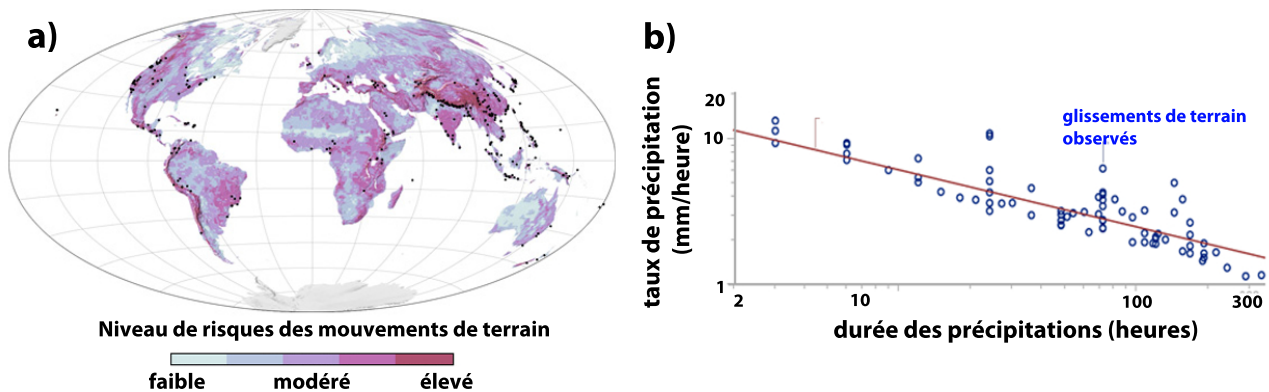 a)
Niveau de risques des mouvements de terrain
faible modéré élevé
b)
taux de précipitation
(mm/heure)
20
10
1
glissements de terrain
observés
2 10 100 300
durée des précipitations (heures)